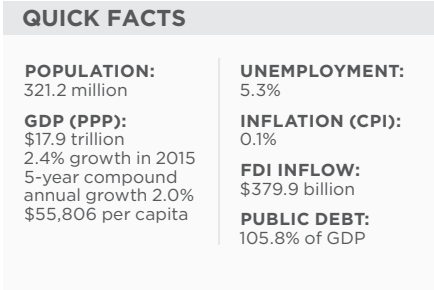 QUICK FACTS
POPULATION:
321.2 million
GDP (PPP):
$17.9 trillion
2.4% growth in 2015
5-year compound
annual growth 2.0%
$55,806 per capita
UNEMPLOYMENT:
5.3%
INFLATION (CPI):
0.1%
FDI INFLOW:
$379.9 billion
PUBLIC DEBT:
105.8% of GDP